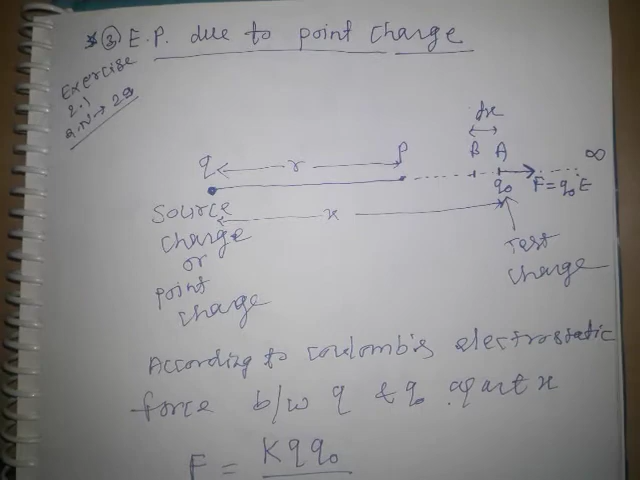 ③ E.P. due to point charge
Exercise
2.1
Q.N → 29
dx
q r P B A ∞
q₀ F = q₀E
Source
charge
or
point
charge
x
Test
charge
According to Coulomb's electrostatic
force b/w q & q₀ apart x
F = Kqq₀